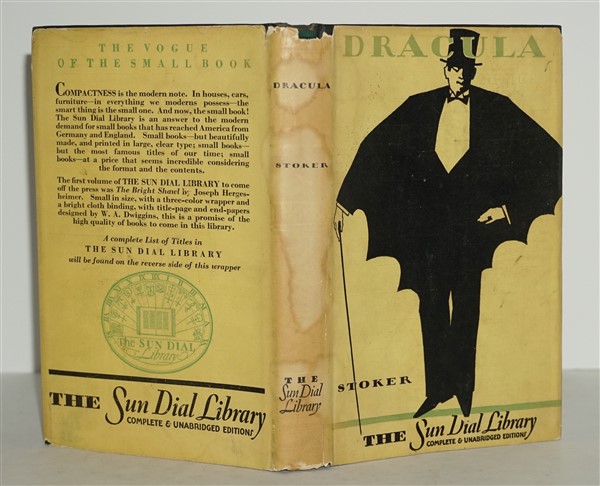 THE VOGUE
OF THE SMALL BOOK
COMPACTNESS is the modern note. In houses, cars,
furniture—in everything we moderns possess—the
smart thing is the small one. And now, the small book!
The Sun Dial Library is an answer to the modern
demand for small books that has reached America from
Germany and England. Small books—but beautifully
made, and printed in large, clear type; small books—
but the most famous titles of our time; small
books—at a price that seems incredible considering
the format and the contents.
The first volume of THE SUN DIAL LIBRARY to come
off the press was The Bright Shawl by Joseph Herges-
heimer. Small in size, with a three-color wrapper and
a bright cloth binding, with title-page and end-papers
designed by W. A. Dwiggins, this is a promise of the
high quality of books to come in this library.
A complete List of Titles in
THE SUN DIAL LIBRARY
will be found on the reverse side of this wrapper
The SUN DIAL
Library
THE Sun Dial Library
COMPLETE & UNABRIDGED EDITIONS
DRACULA
STOKER
THE
Sun Dial
Library
DRACULA
STOKER
THE Sun Dial Library
COMPLETE & UNABRIDGED EDITIONS